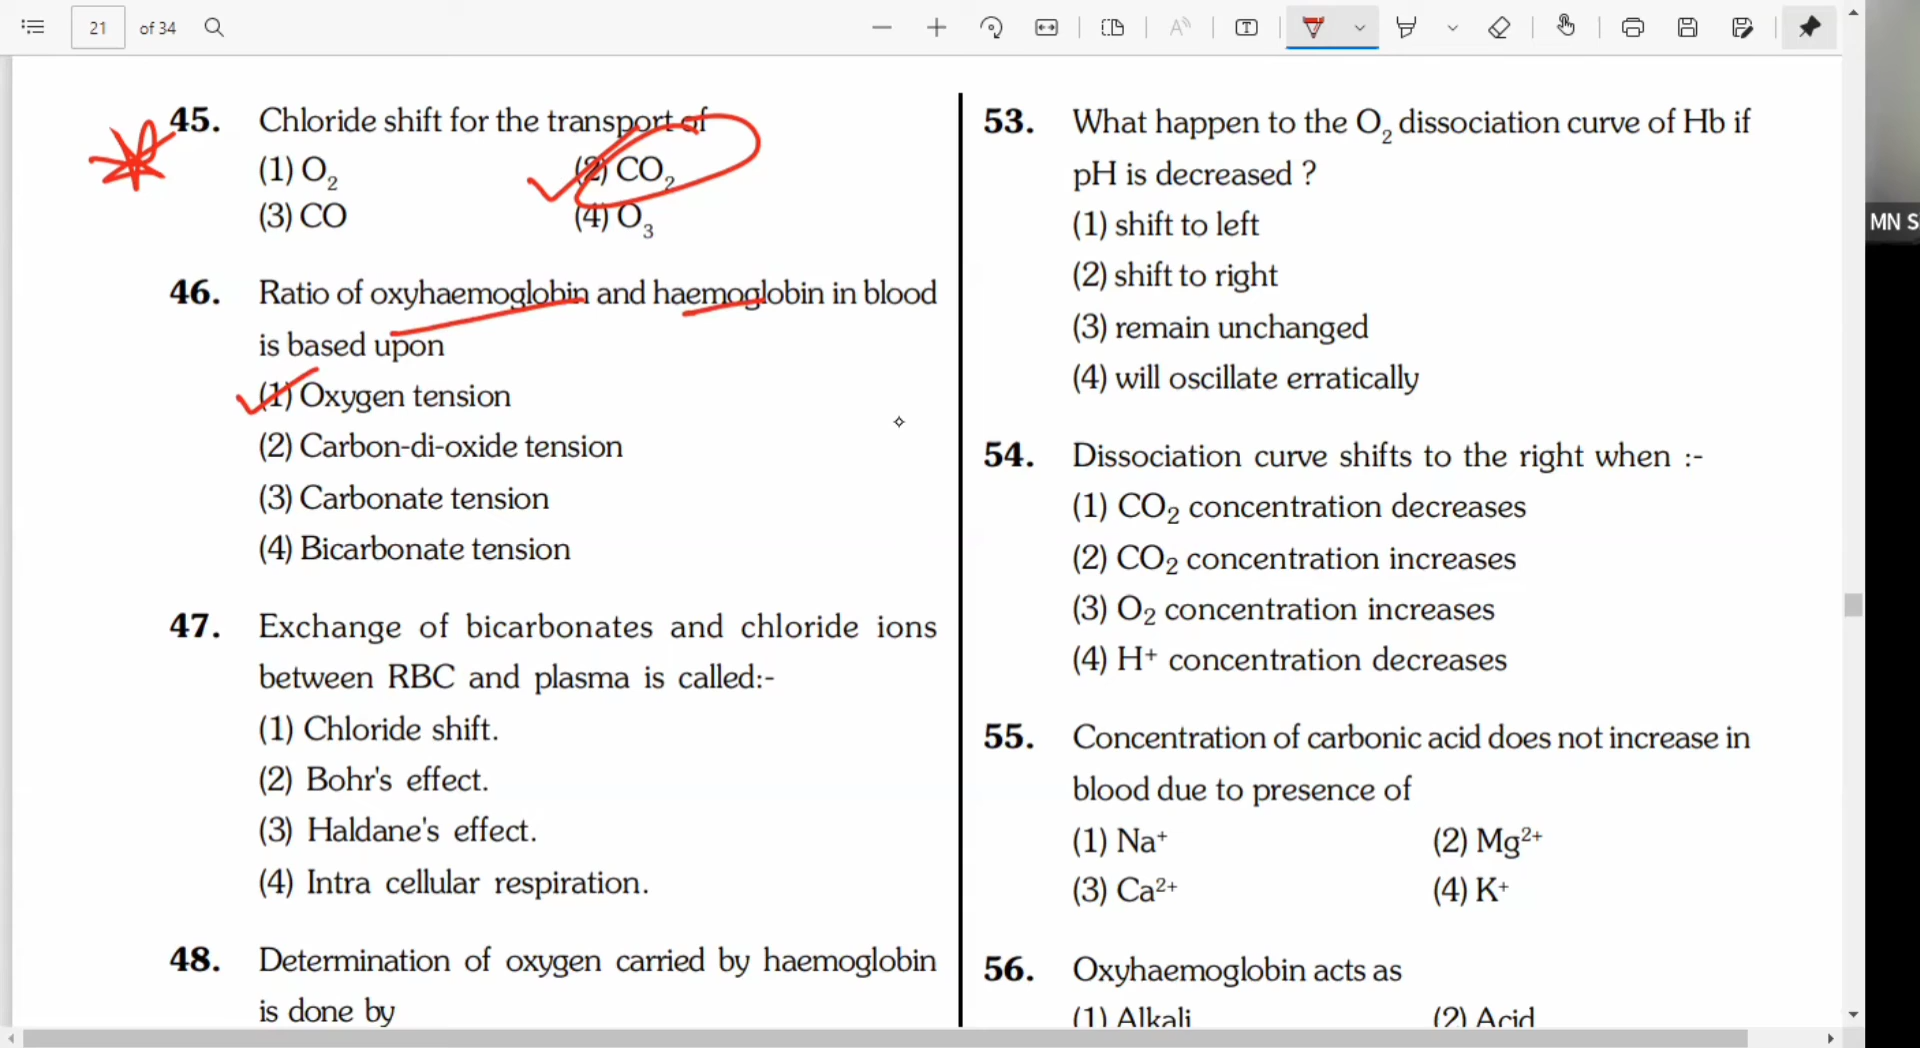 21 of 34
45. Chloride shift for the transport of
(1) O₂ (2) CO₂
(3) CO (4) O₃
46. Ratio of oxyhaemoglobin and haemoglobin in blood
is based upon
(1) Oxygen tension
(2) Carbon-di-oxide tension
(3) Carbonate tension
(4) Bicarbonate tension
47. Exchange of bicarbonates and chloride ions
between RBC and plasma is called:-
(1) Chloride shift.
(2) Bohr's effect.
(3) Haldane's effect.
(4) Intra cellular respiration.
48. Determination of oxygen carried by haemoglobin
is done by
53. What happen to the O₂ dissociation curve of Hb if
pH is decreased ?
(1) shift to left
(2) shift to right
(3) remain unchanged
(4) will oscillate erratically
54. Dissociation curve shifts to the right when :-
(1) CO₂ concentration decreases
(2) CO₂ concentration increases
(3) O₂ concentration increases
(4) H⁺ concentration decreases
55. Concentration of carbonic acid does not increase in
blood due to presence of
(1) Na⁺ (2) Mg²⁺
(3) Ca²⁺ (4) K⁺
56. Oxyhaemoglobin acts as
(1) Alkali (2) Acid
MN S